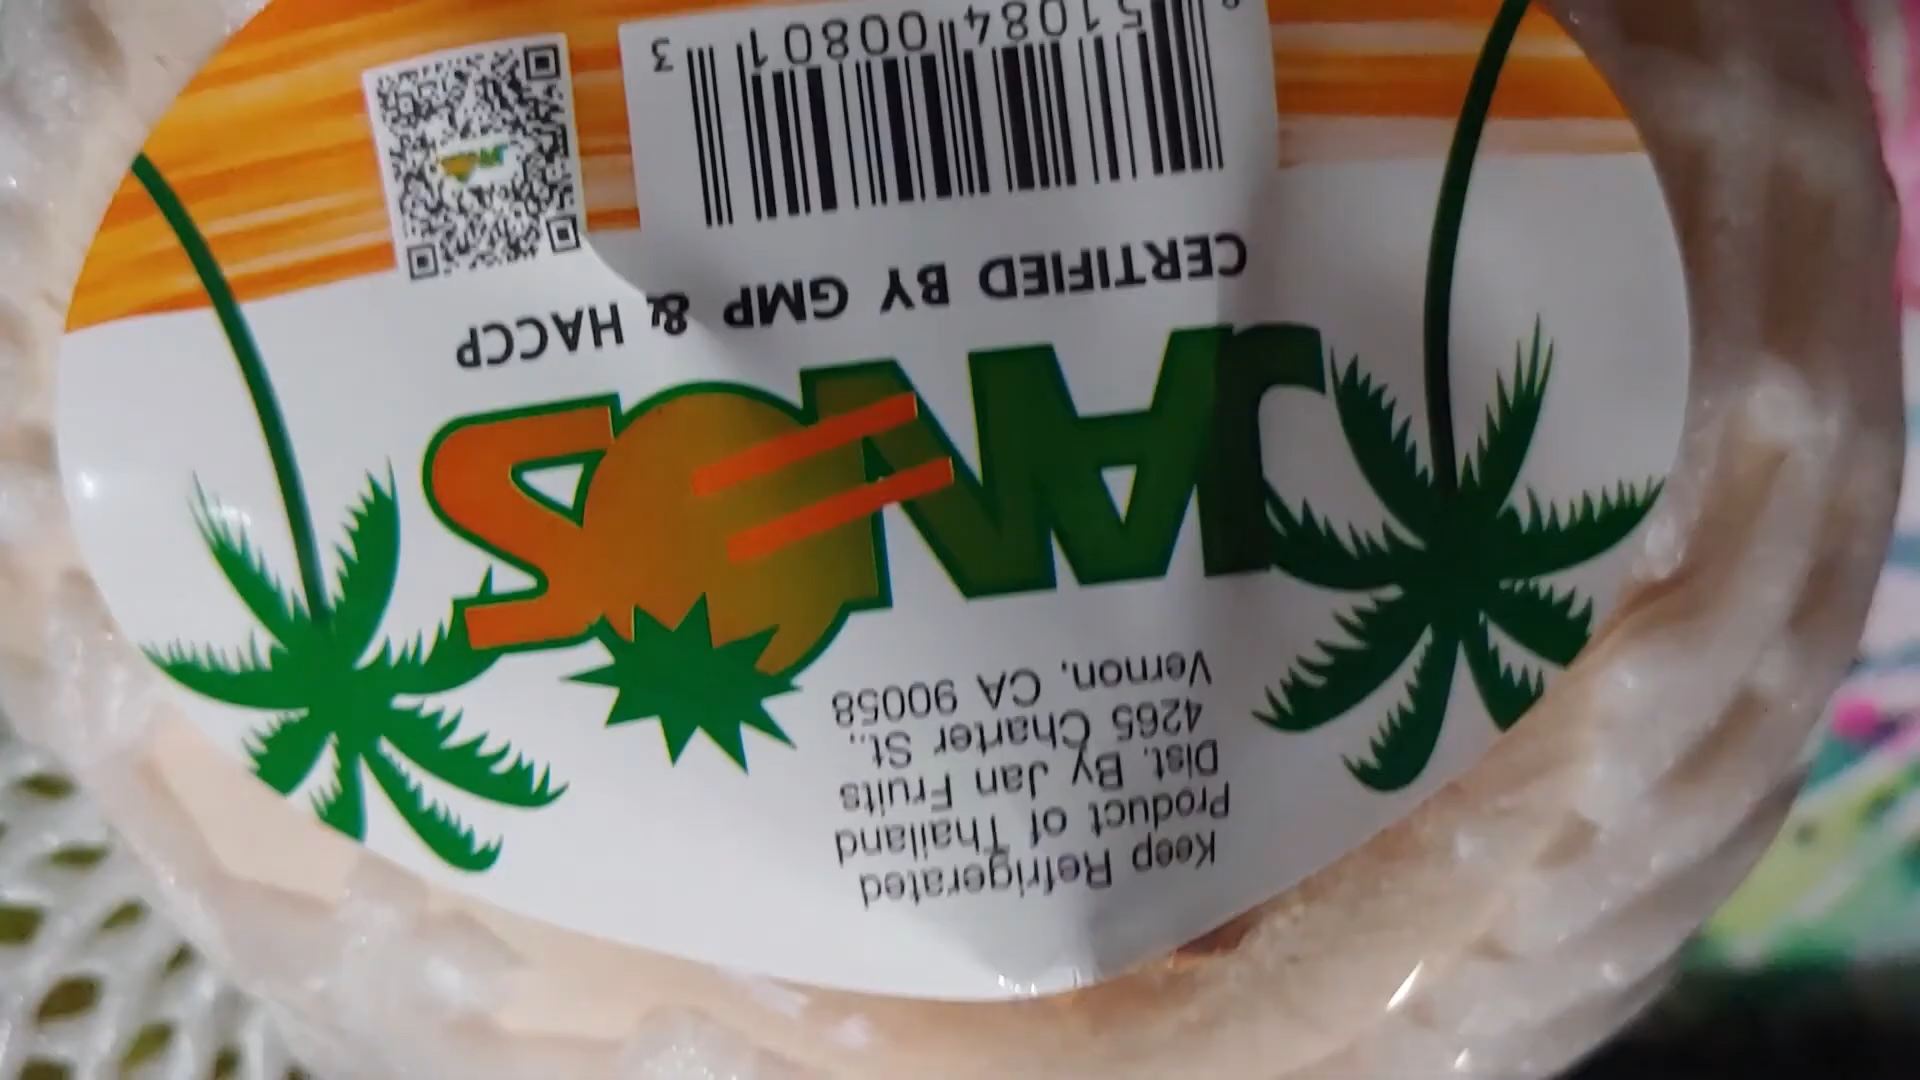 Keep Refrigerated
Product of Thailand
Dist. By Jan Fruits
4265 Charter St.,
Vernon, CA 90058
JANS
CERTIFIED BY GMP & HACCP
51084 00801 3